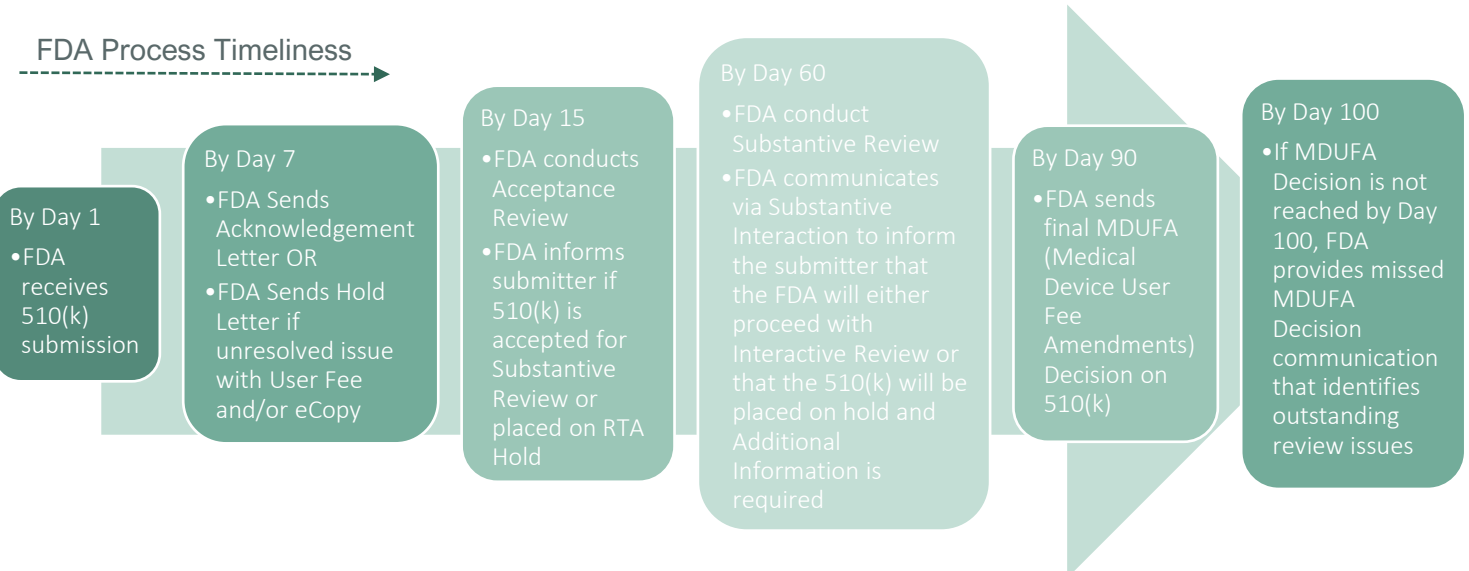 FDA Process Timeliness
By Day 1
•FDA
receives
510(k)
submission
By Day 7
•FDA Sends
Acknowledgement
Letter OR
•FDA Sends Hold
Letter if
unresolved issue
with User Fee
and/or eCopy
By Day 15
•FDA conducts
Acceptance
Review
•FDA informs
submitter if
510(k) is
accepted for
Substantive
Review or
placed on RTA
Hold
By Day 60
•FDA conduct
Substantive Review
•FDA communicates
via Substantive
Interaction to inform
the submitter that
the FDA will either
proceed with
Interactive Review or
that the 510(k) will be
placed on hold and
Additional
Information is
required
By Day 90
•FDA sends
final MDUFA
(Medical
Device User
Fee
Amendments)
Decision on
510(k)
By Day 100
•If MDUFA
Decision is not
reached by Day
100, FDA
provides missed
MDUFA
Decision
communication
that identifies
outstanding
review issues